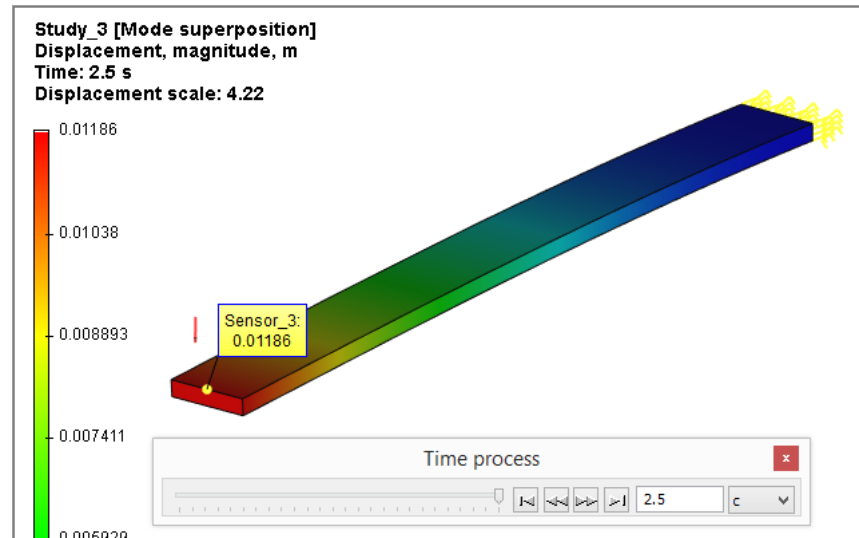 Study_3 [Mode superposition]
Displacement, magnitude, m
Time: 2.5 s
Displacement scale: 4.22
0.01186
0.01038
0.008893
0.007411
Sensor_3:
0.01186
Time process
x
2.5
c